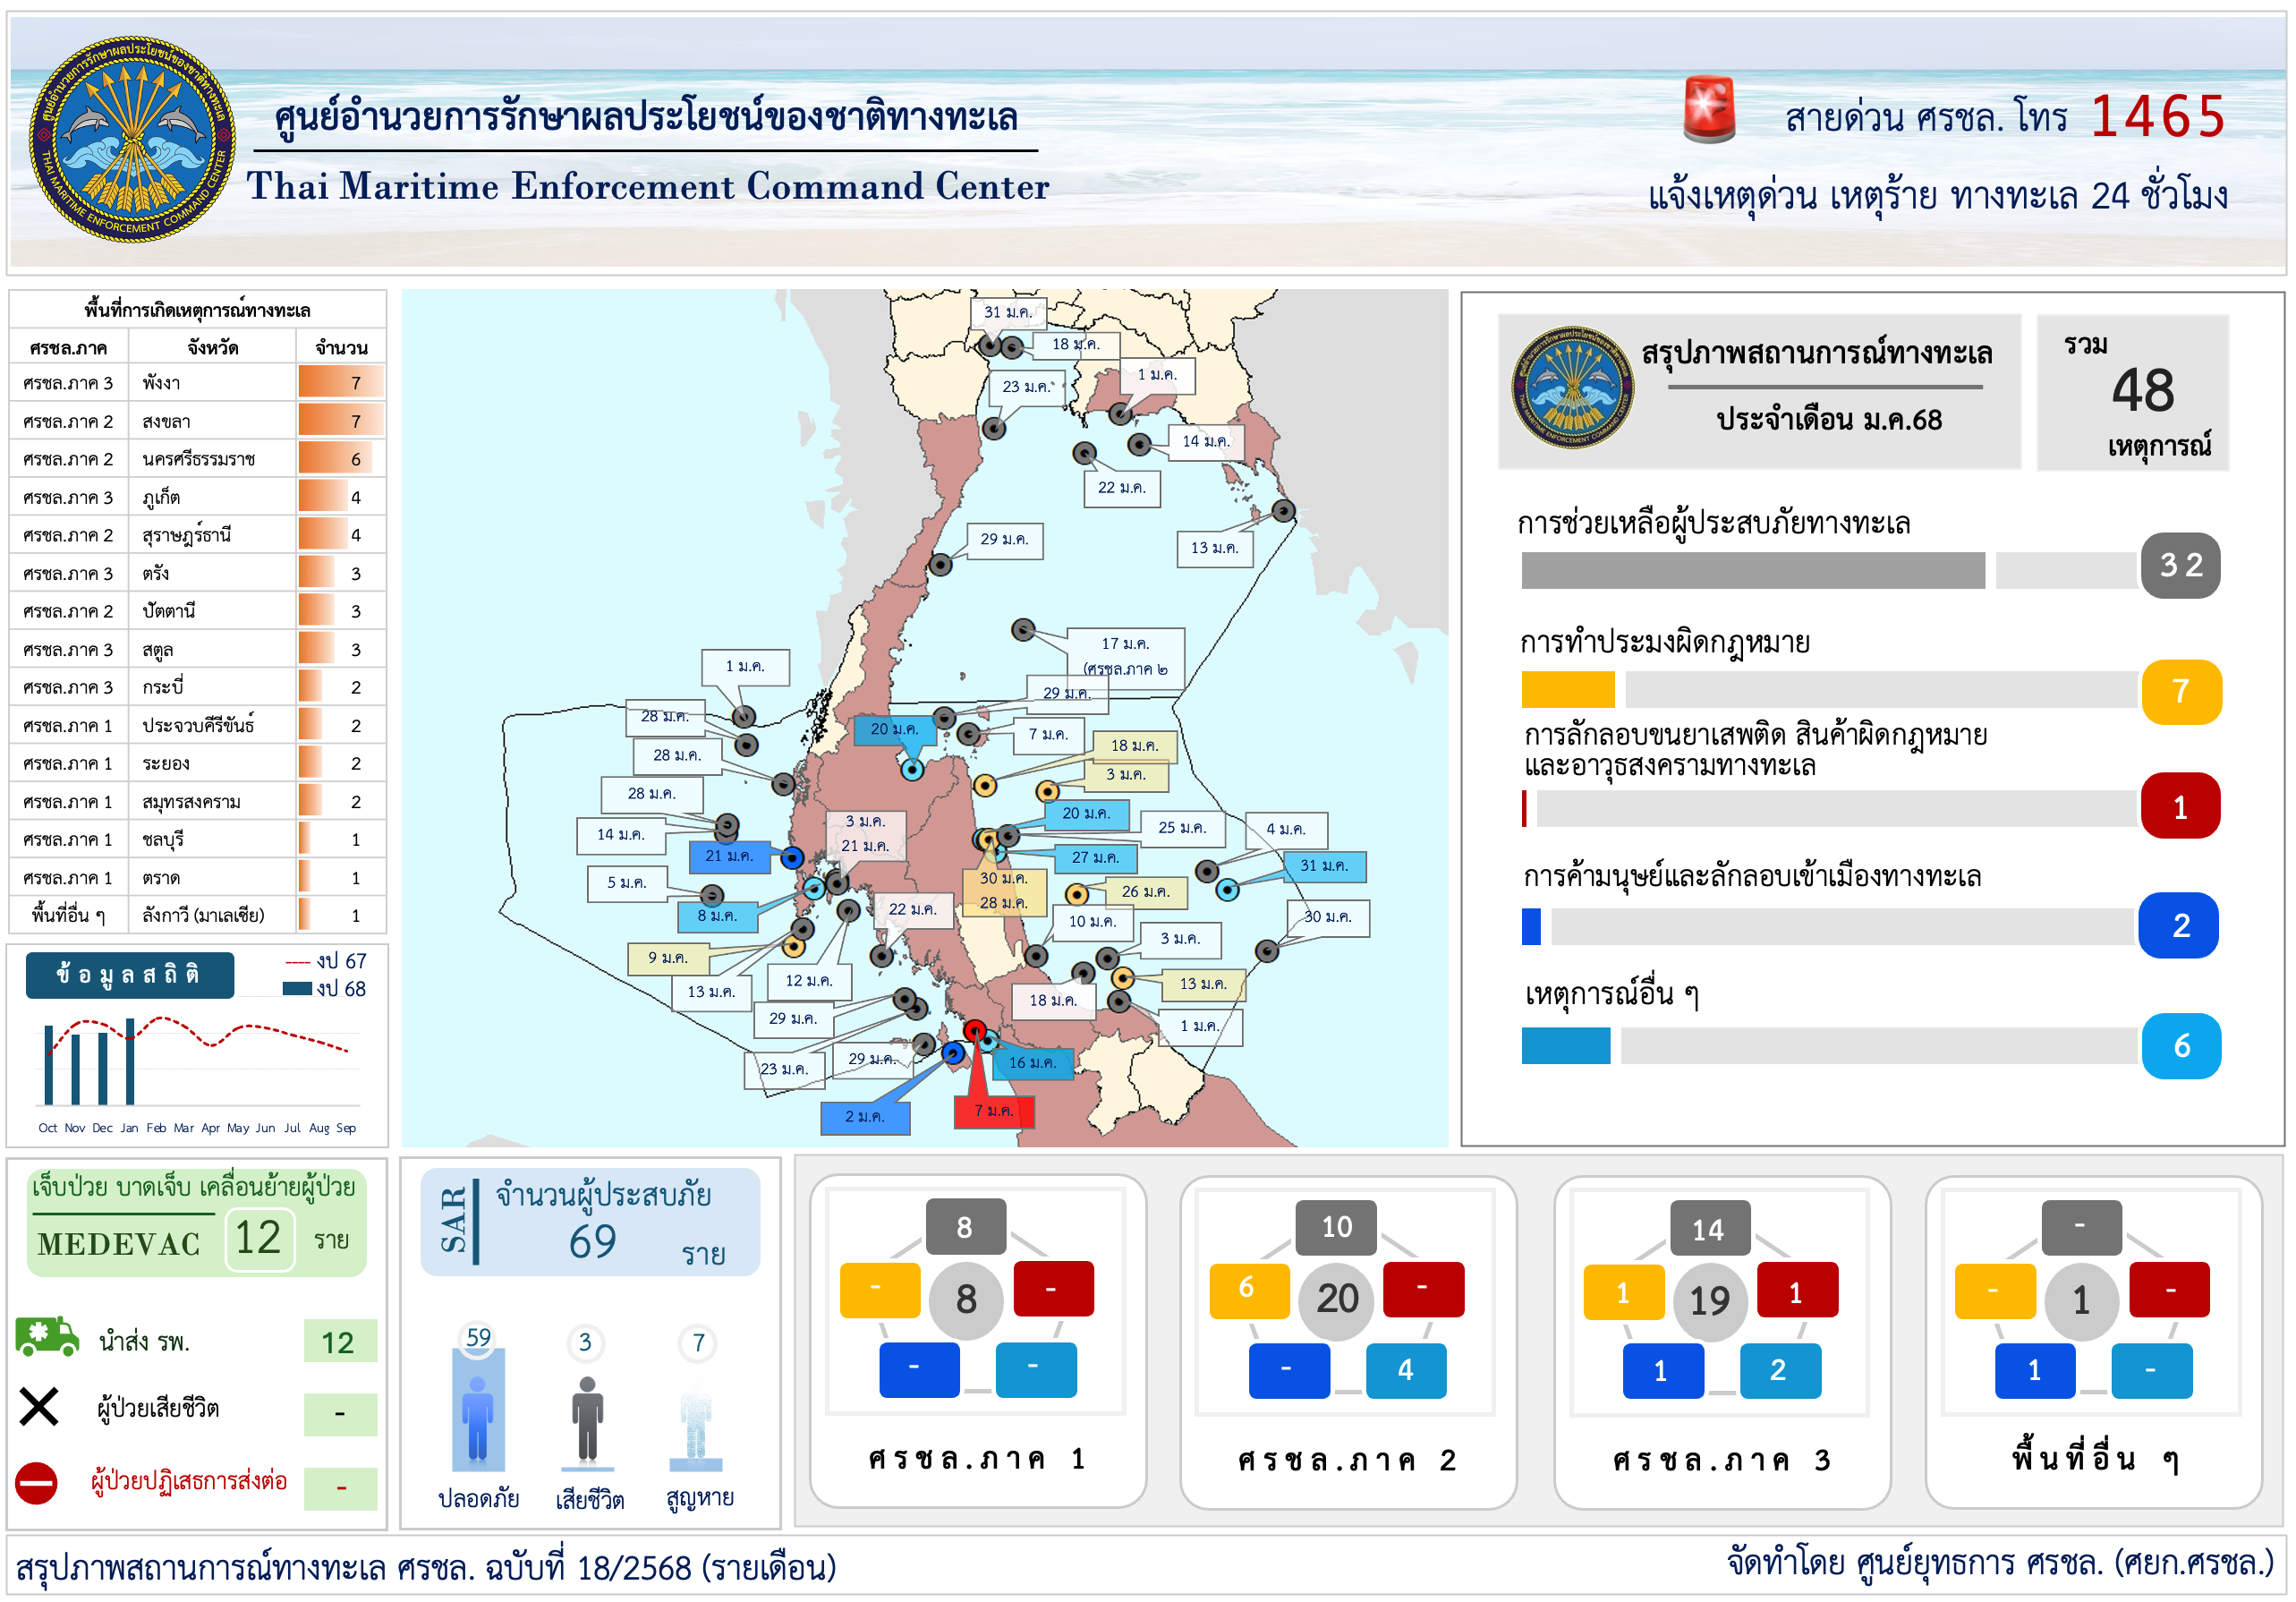 ศูนย์อำนวยการรักษาผลประโยชน์ของชาติทางทะเล
THAI MARITIME ENFORCEMENT COMMAND CENTER
ศูนย์อำนวยการรักษาผลประโยชน์ของชาติทางทะเล
Thai Maritime Enforcement Command Center
สายด่วน ศรชล. โทร 1465
แจ้งเหตุด่วน เหตุร้าย ทางทะเล 24 ชั่วโมง
พื้นที่การเกิดเหตุการณ์ทางทะเล
ศรชล.ภาค จังหวัด จำนวน
ศรชล.ภาค 3 พังงา 7
ศรชล.ภาค 2 สงขลา 7
ศรชล.ภาค 2 นครศรีธรรมราช 6
ศรชล.ภาค 3 ภูเก็ต 4
ศรชล.ภาค 2 สุราษฎร์ธานี 4
ศรชล.ภาค 3 ตรัง 3
ศรชล.ภาค 2 ปัตตานี 3
ศรชล.ภาค 3 สตูล 3
ศรชล.ภาค 3 กระบี่ 2
ศรชล.ภาค 1 ประจวบคีรีขันธ์ 2
ศรชล.ภาค 1 ระยอง 2
ศรชล.ภาค 1 สมุทรสงคราม 2
ศรชล.ภาค 1 ชลบุรี 1
ศรชล.ภาค 1 ตราด 1
พื้นที่อื่น ๆ ลังกาวี (มาเลเซีย) 1
ข้อมูลสถิติ
งป 67
งป 68
Oct Nov Dec Jan Feb Mar Apr May Jun Jul Aug Sep
31 ม.ค.
18 ม.ค.
1 ม.ค.
23 ม.ค.
14 ม.ค.
22 ม.ค.
13 ม.ค.
29 ม.ค.
17 ม.ค.
(ศรชล.ภาค ๒
1 ม.ค.
29 ม.ค.
28 ม.ค.
20 ม.ค.
7 ม.ค.
18 ม.ค.
28 ม.ค.
3 ม.ค.
28 ม.ค.
20 ม.ค.
3 ม.ค.
21 ม.ค.
14 ม.ค.
25 ม.ค.
4 ม.ค.
21 ม.ค.
27 ม.ค.
31 ม.ค.
5 ม.ค.
30 ม.ค.
28 ม.ค.
26 ม.ค.
8 ม.ค.
22 ม.ค.
10 ม.ค.
30 ม.ค.
3 ม.ค.
9 ม.ค.
12 ม.ค.
13 ม.ค.
13 ม.ค.
18 ม.ค.
29 ม.ค.
1 ม.ค.
29 ม.ค.
23 ม.ค.
16 ม.ค.
2 ม.ค.
7 ม.ค.
สรุปภาพสถานการณ์ทางทะเล
ประจำเดือน ม.ค.68
รวม
48
เหตุการณ์
การช่วยเหลือผู้ประสบภัยทางทะเล
32
การทำประมงผิดกฎหมาย
7
การลักลอบขนยาเสพติด สินค้าผิดกฎหมาย
และอาวุธสงครามทางทะเล
1
การค้ามนุษย์และลักลอบเข้าเมืองทางทะเล
2
เหตุการณ์อื่น ๆ
6
เจ็บป่วย บาดเจ็บ เคลื่อนย้ายผู้ป่วย
MEDEVAC 12 ราย
นำส่ง รพ. 12
ผู้ป่วยเสียชีวิต -
ผู้ป่วยปฏิเสธการส่งต่อ -
SAR
จำนวนผู้ประสบภัย
69 ราย
59 3 7
ปลอดภัย เสียชีวิต สูญหาย
8
- 8 -
- -
ศรชล.ภาค 1
10
6 20 -
- 4
ศรชล.ภาค 2
14
1 19 1
1 2
ศรชล.ภาค 3
-
- 1 -
1 -
พื้นที่อื่น ๆ
สรุปภาพสถานการณ์ทางทะเล ศรชล. ฉบับที่ 18/2568 (รายเดือน)
จัดทำโดย ศูนย์ยุทธการ ศรชล. (ศยก.ศรชล.)